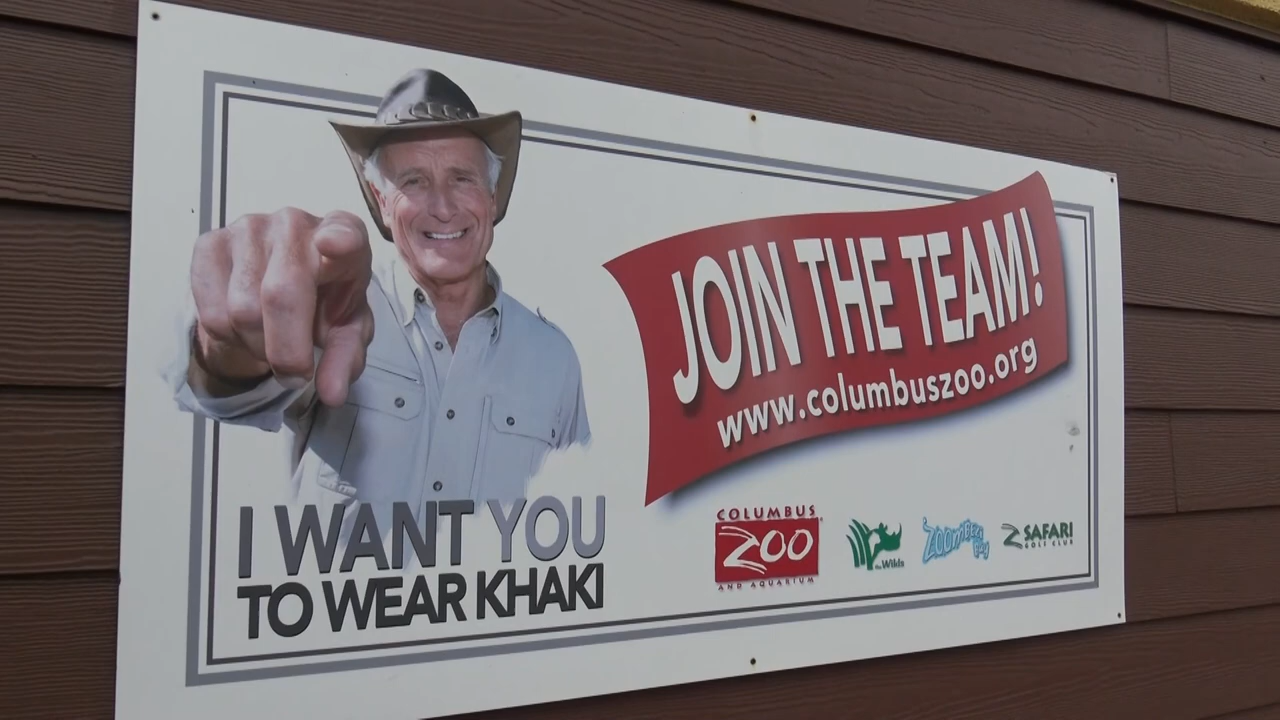 JOIN THE TEAM!
www.columbuszoo.org
I WANT YOU
TO WEAR KHAKI
COLUMBUS
ZOO
AND AQUARIUM
the Wilds
Zoombezi
Bay
SAFARI
GOLF CLUB